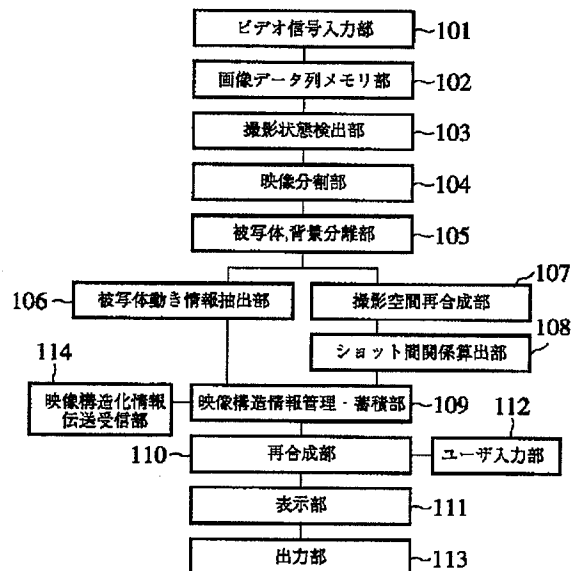 ビデオ信号入力部
101
画像データ列メモリ部
102
撮影状態検出部
103
映像分割部
104
被写体,背景分離部
105
106
被写体動き情報抽出部
撮影空間再合成部
107
ショット間関係算出部
108
114
映像構造化情報
伝送受信部
映像構造情報管理・蓄積部
109
110
再合成部
112
ユーザ入力部
表示部
111
出力部
113